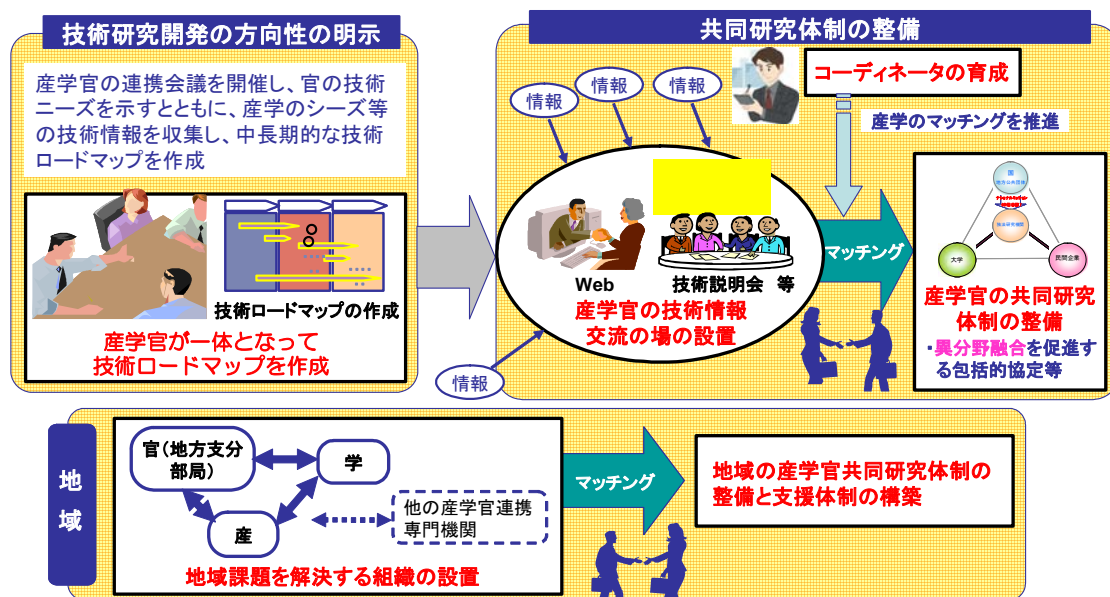 技術研究開発の方向性の明示
産学官の連携会議を開催し、官の技術
ニーズを示すとともに、産学のシーズ等
の技術情報を収集し、中長期的な技術
ロードマップを作成
技術ロードマップの作成
産学官が一体となって
技術ロードマップを作成
共同研究体制の整備
情報
情報
情報
コーディネータの育成
産学のマッチングを推進
Web
技術説明会 等
産学官の技術情報
交流の場の設置
情報
マッチング
国
地方公共団体
独法研究機関
大学
民間企業
産学官の共同研究
体制の整備
・異分野融合を促進す
る包括的協定等
地域
官(地方支分
部局)
学
産
他の産学官連携
専門機関
地域課題を解決する組織の設置
マッチング
地域の産学官共同研究体制の
整備と支援体制の構築